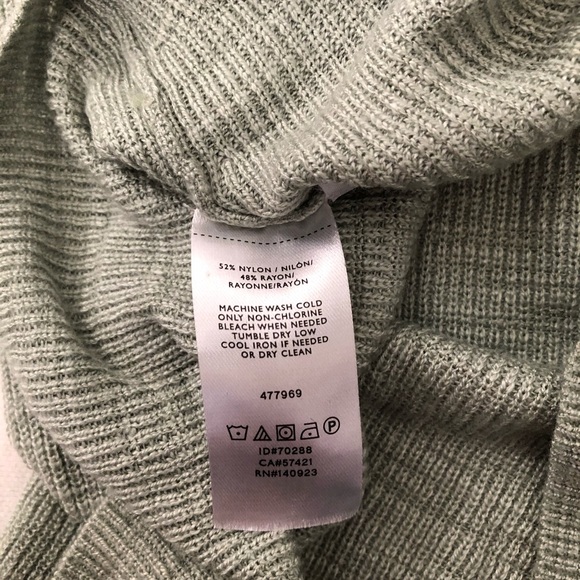 52% NYLON / NILÓN/
48% RAYON/
RAYONNE/RAYÓN
MACHINE WASH COLD
ONLY NON-CHLORINE
BLEACH WHEN NEEDED
TUMBLE DRY LOW
COOL IRON IF NEEDED
OR DRY CLEAN
477969
P
ID#70288
CA#57421
RN#140923